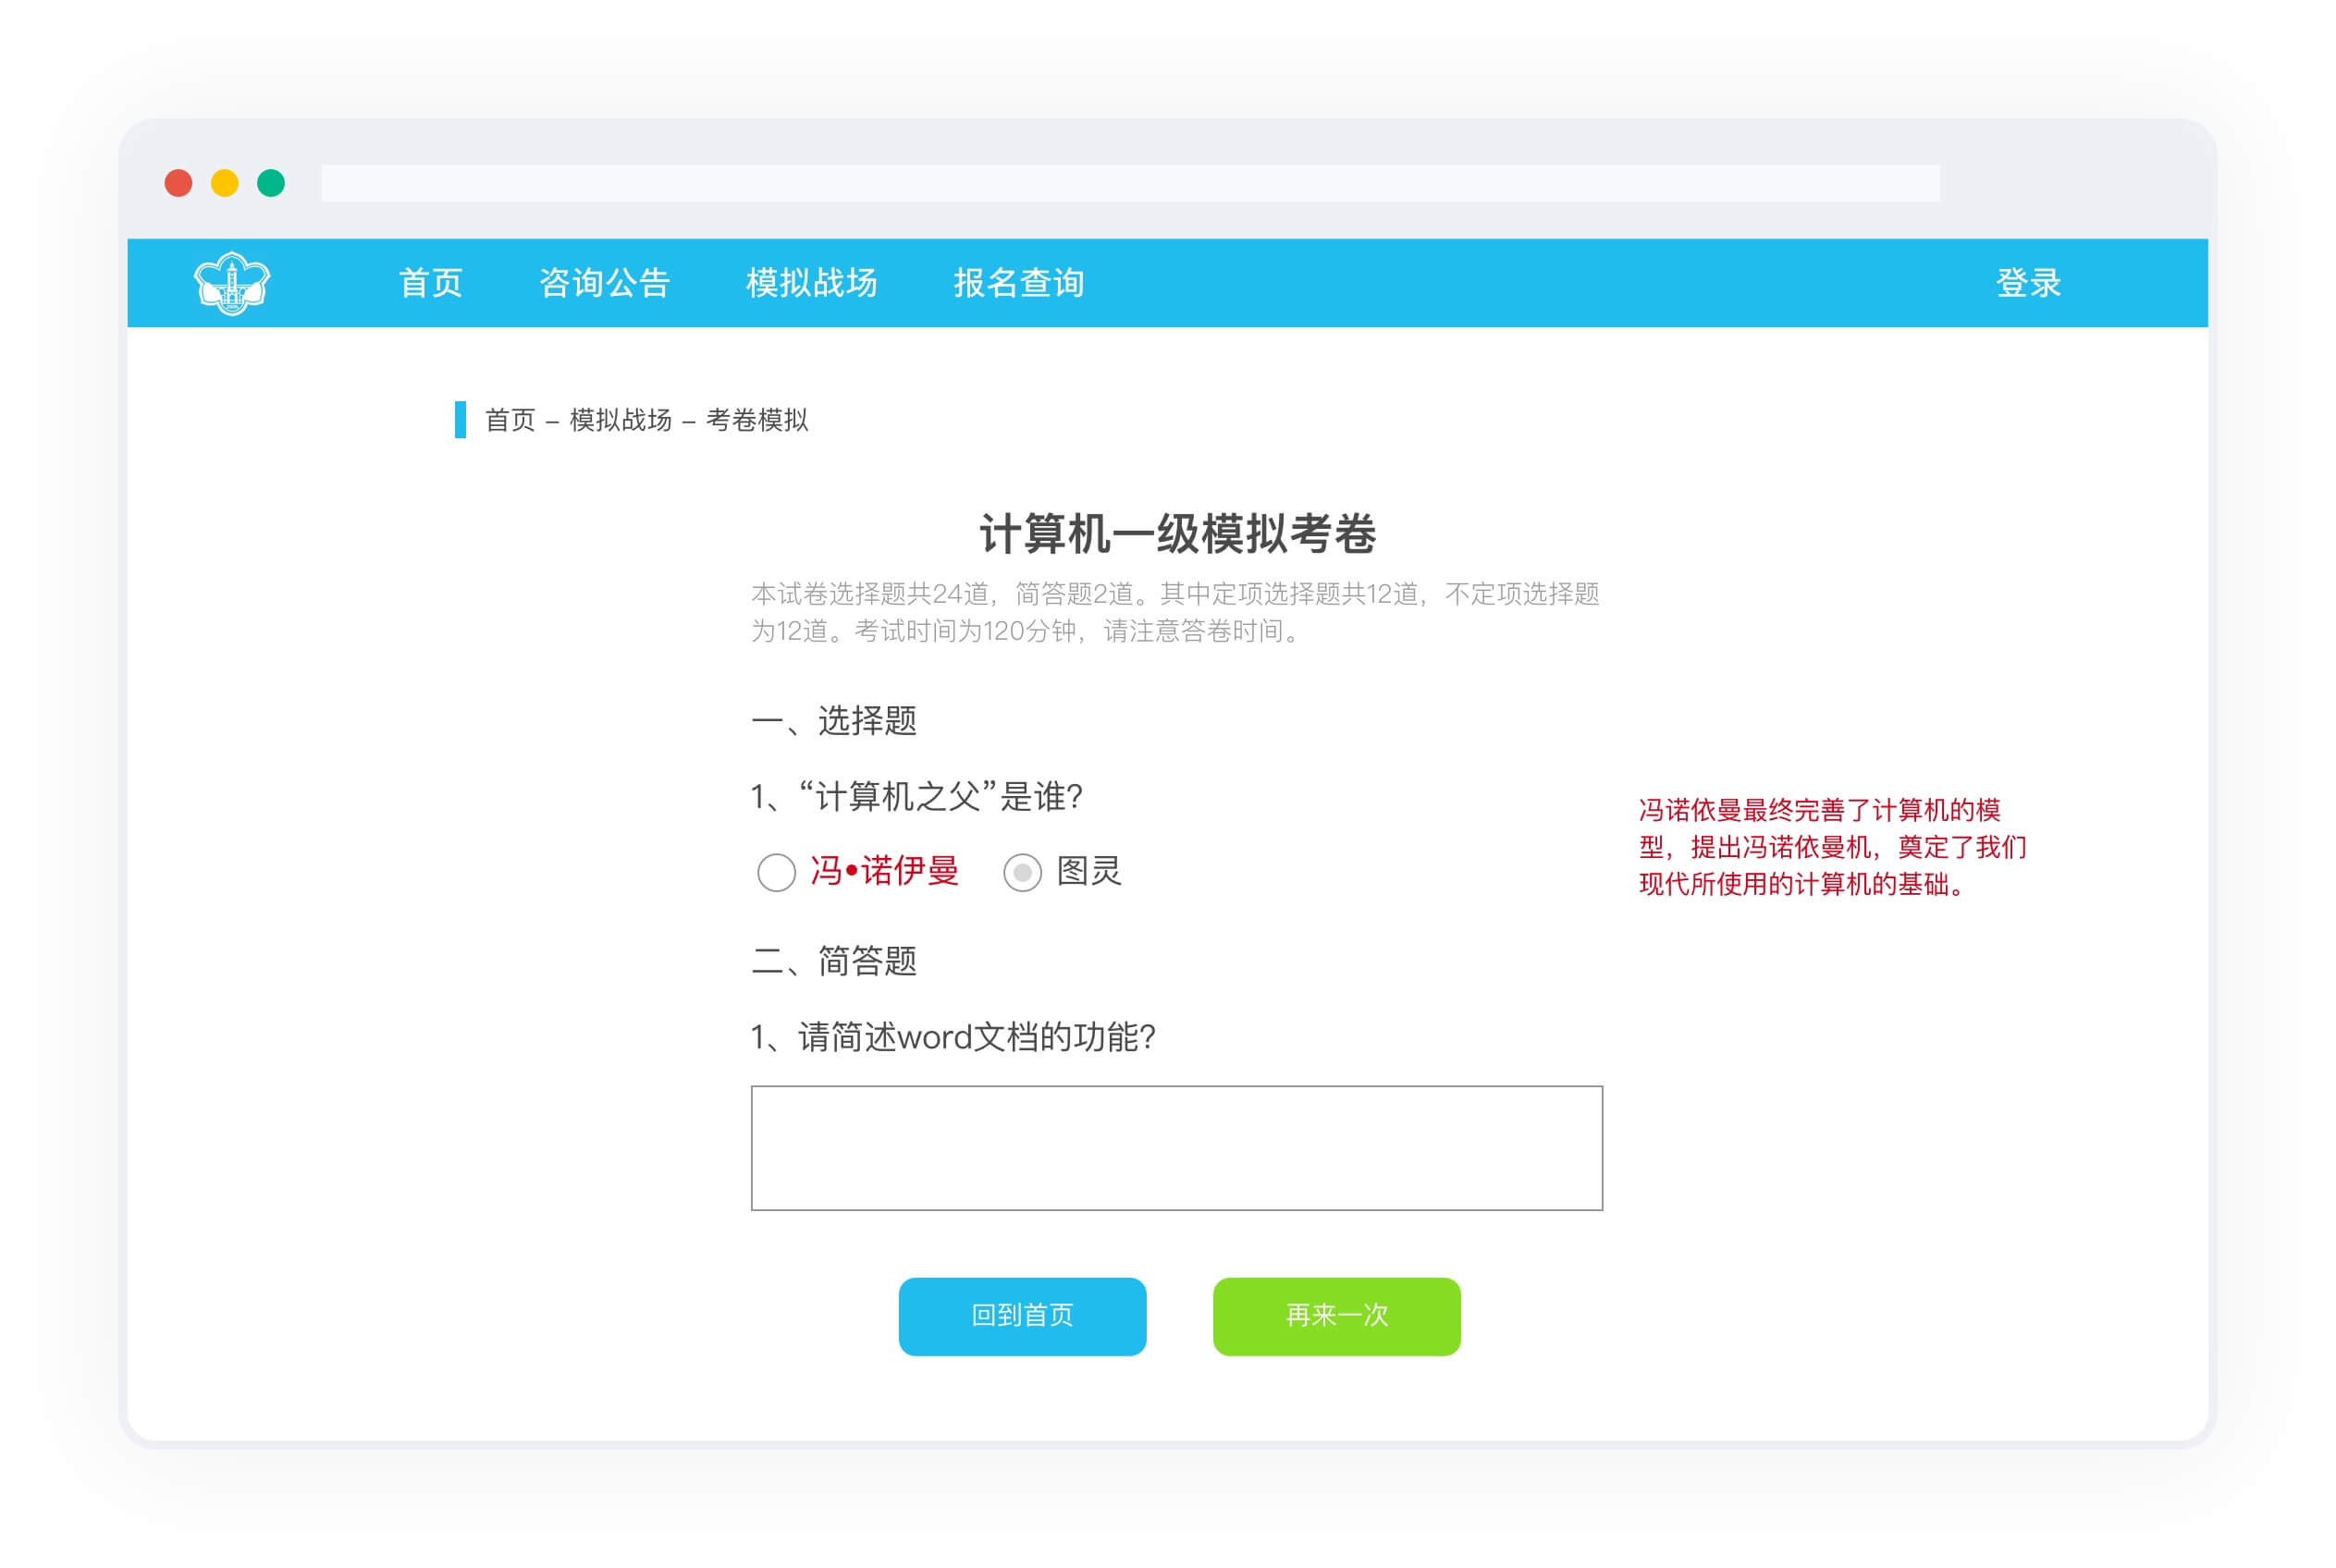 首页 咨询公告 模拟战场 报名查询 登录
首页 – 模拟战场 – 考卷模拟
计算机一级模拟考卷
本试卷选择题共24道，简答题2道。其中定项选择题共12道，不定项选择题
为12道。考试时间为120分钟，请注意答卷时间。
一、选择题
1、“计算机之父”是谁？
冯•诺伊曼 图灵
冯诺依曼最终完善了计算机的模
型，提出冯诺依曼机，奠定了我们
现代所使用的计算机的基础。
二、简答题
1、请简述word文档的功能？
回到首页 再来一次